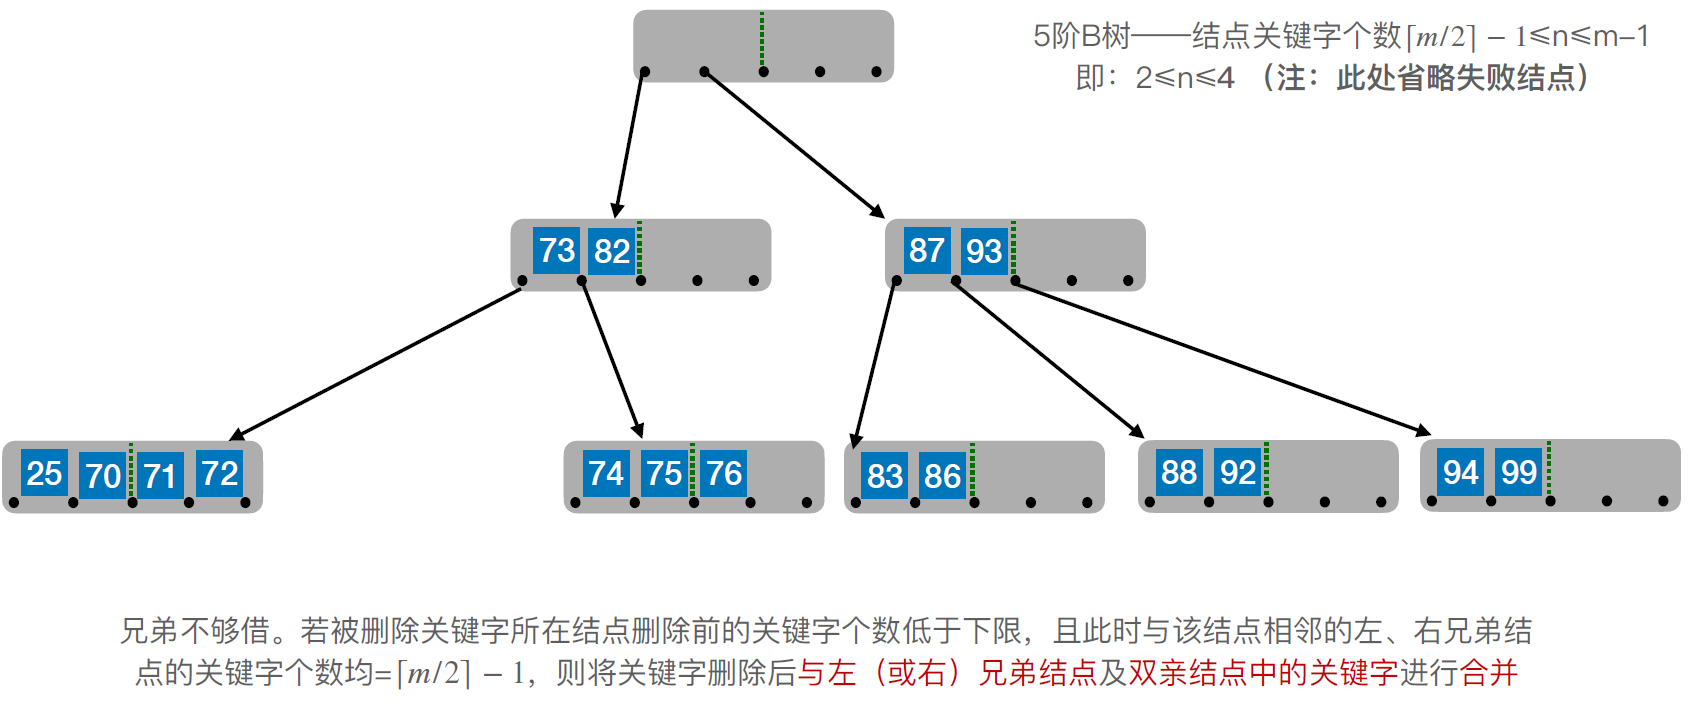 5阶B树——结点关键字个数⌈m/2⌉ − 1≤n≤m−1
即：2≤n≤4 （注：此处省略失败结点）
73 82
87 93
25 70 71 72
74 75 76
83 86
88 92
94 99
兄弟不够借。若被删除关键字所在结点删除前的关键字个数低于下限，且此时与该结点相邻的左、右兄弟结
点的关键字个数均=⌈m/2⌉ − 1，则将关键字删除后与左（或右）兄弟结点及双亲结点中的关键字进行合并